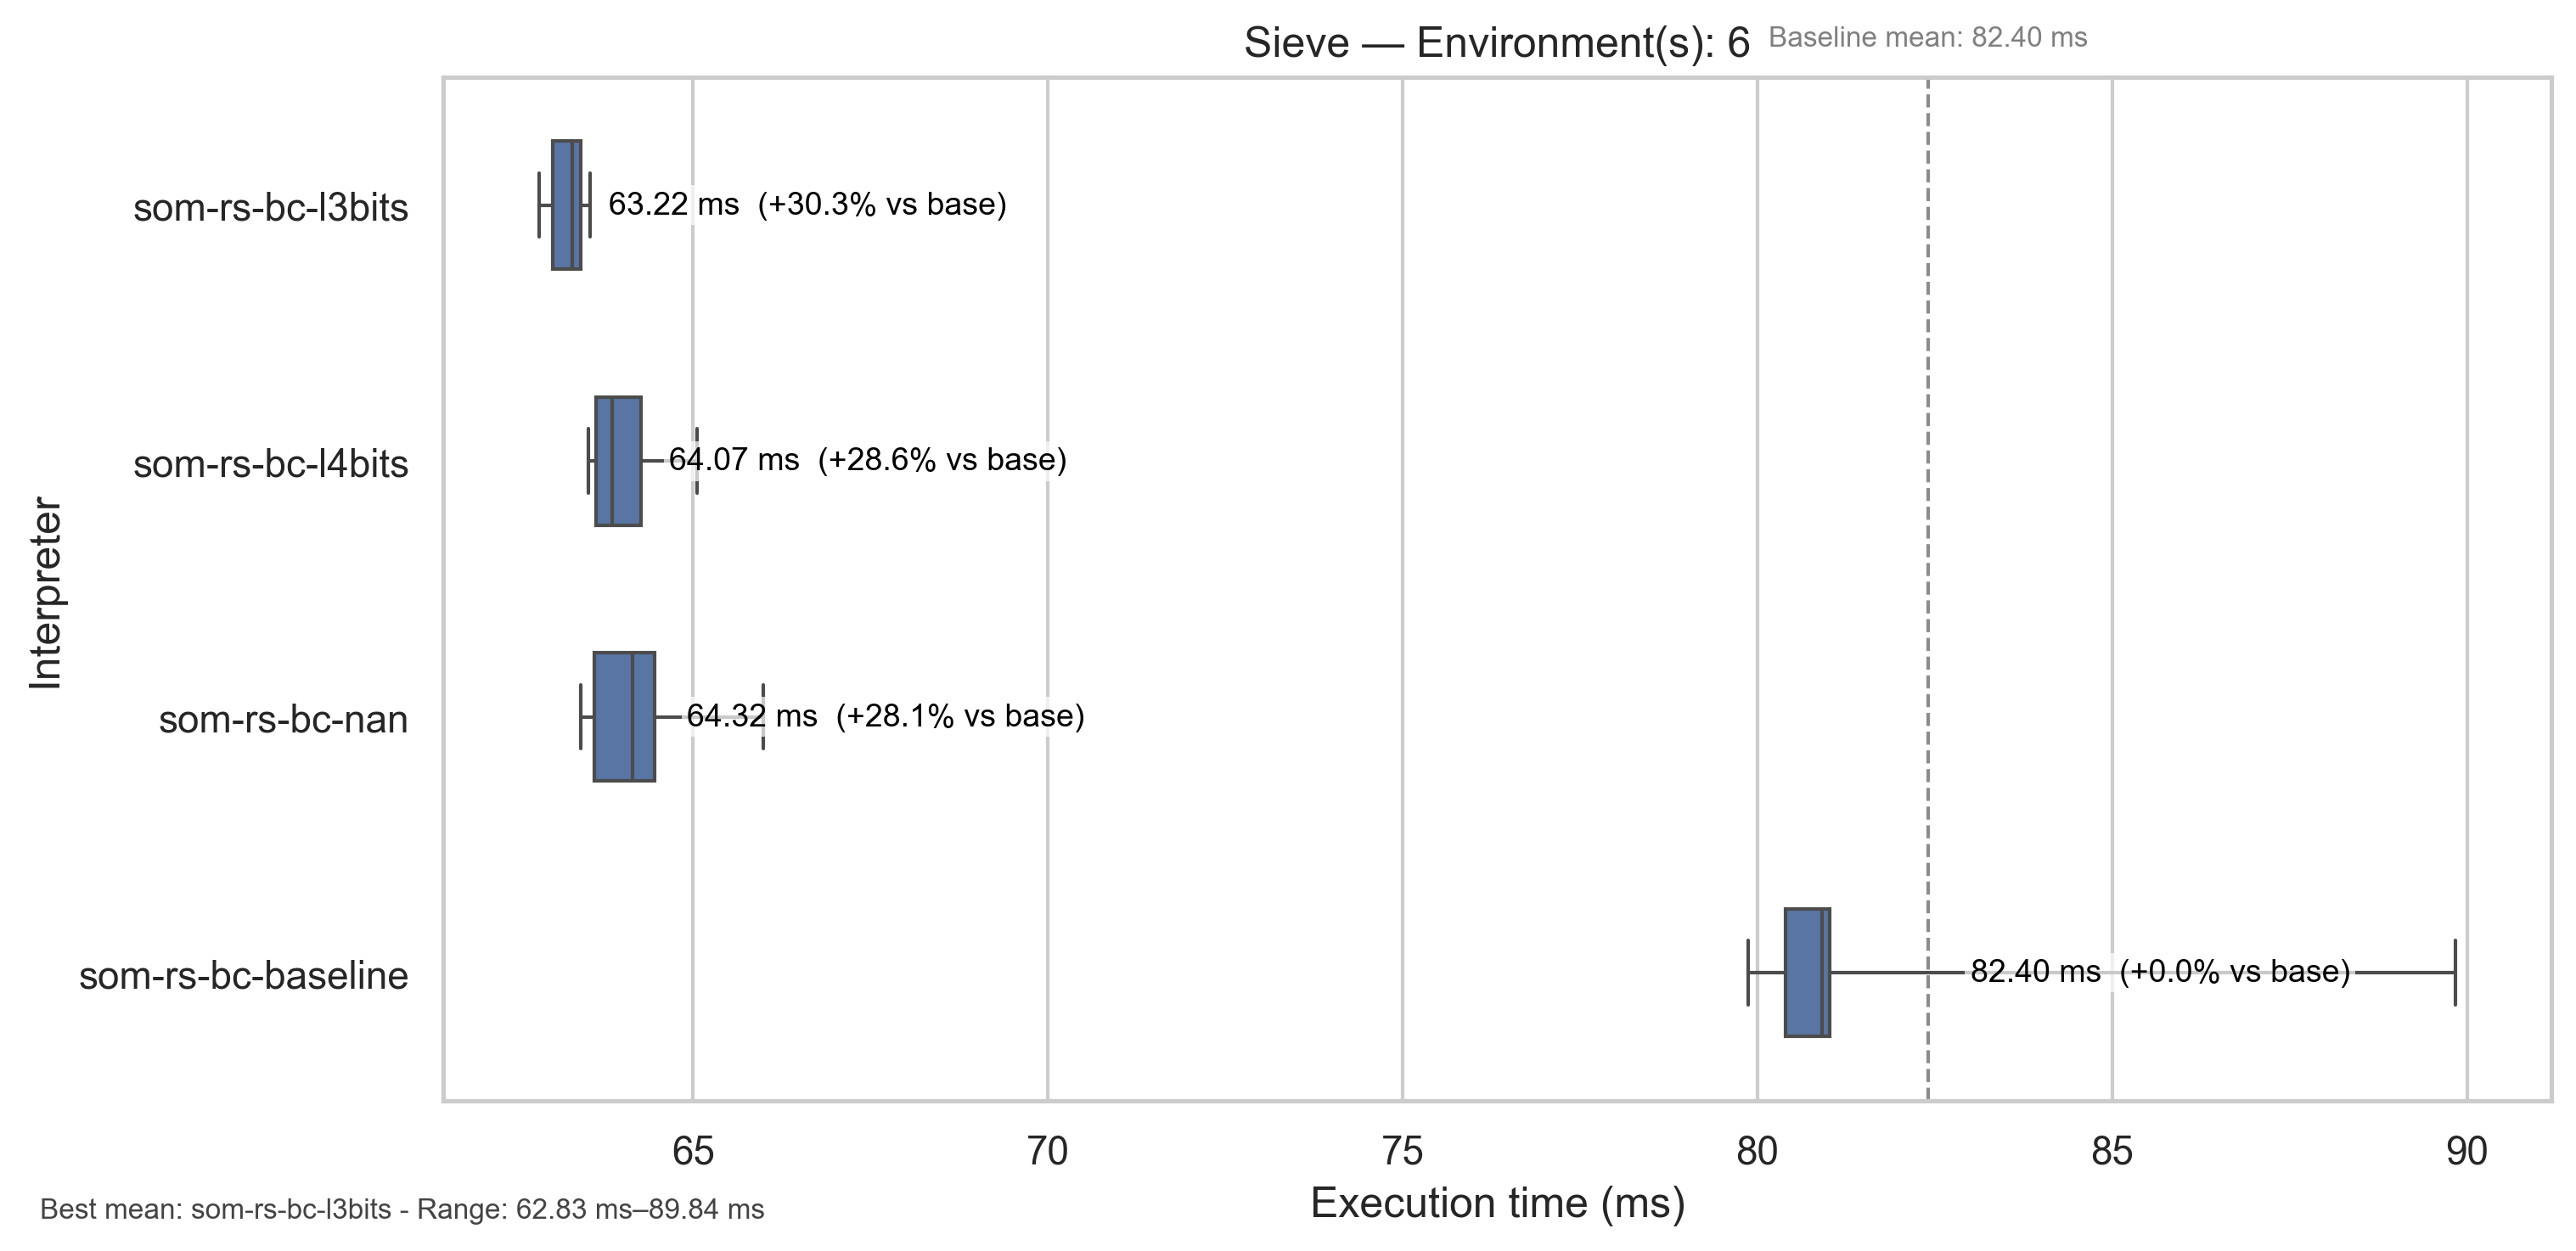 Sieve — Environment(s): 6 Baseline mean: 82.40 ms
Interpreter
som-rs-bc-l3bits
63.22 ms (+30.3% vs base)
som-rs-bc-l4bits
64.07 ms (+28.6% vs base)
som-rs-bc-nan
64.32 ms (+28.1% vs base)
som-rs-bc-baseline
82.40 ms (+0.0% vs base)
65 70 75 80 85 90
Execution time (ms)
Best mean: som-rs-bc-l3bits - Range: 62.83 ms–89.84 ms